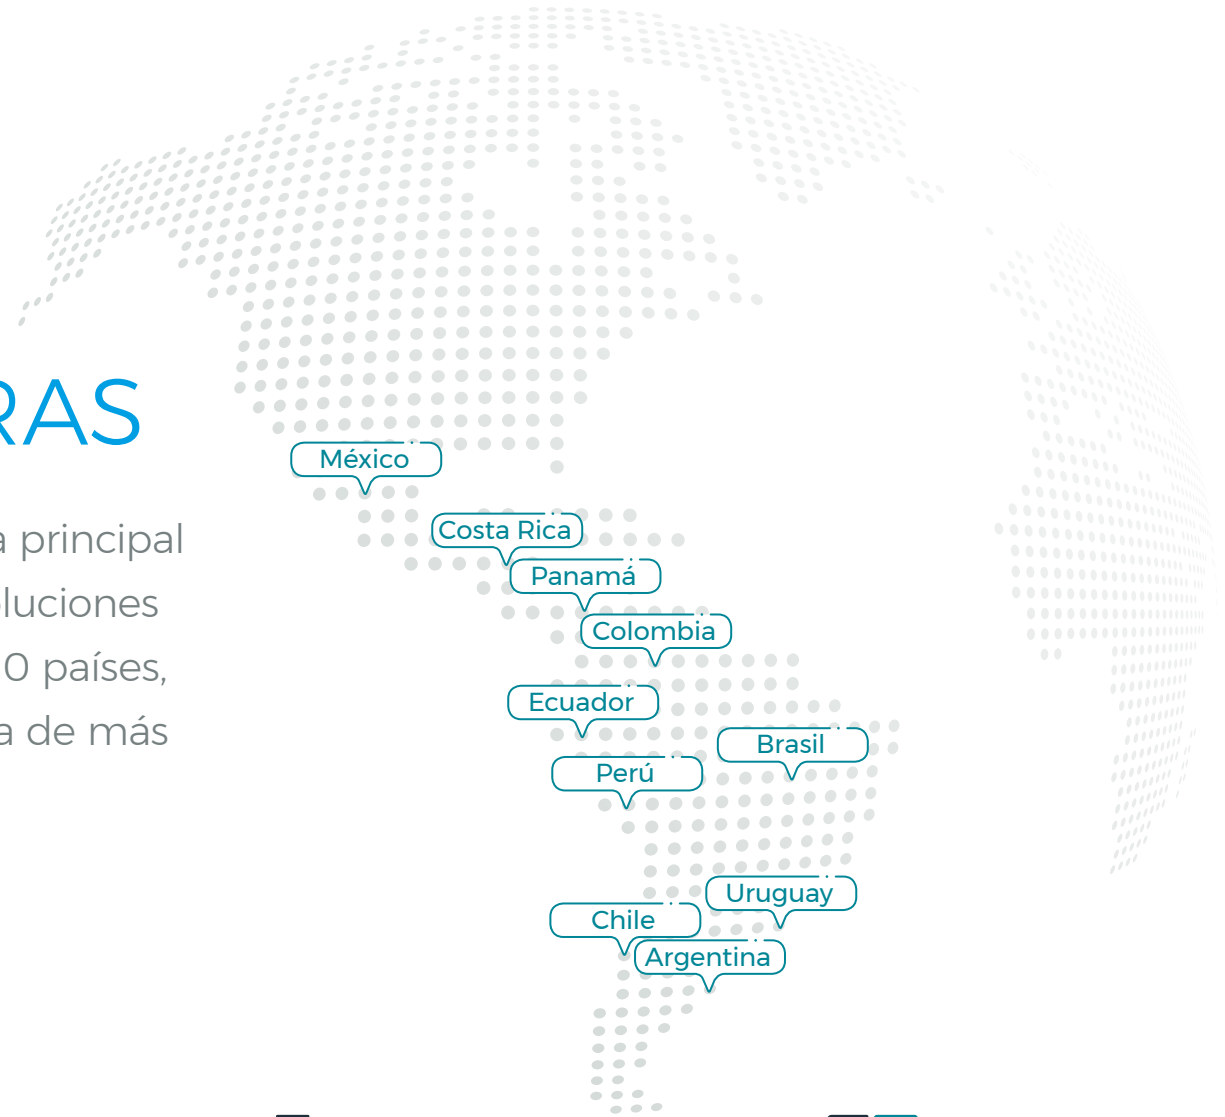 RAS
a principal
luciones
0 países,
a de más
México
Costa Rica
Panamá
Colombia
Ecuador
Brasil
Perú
Uruguay
Chile
Argentina